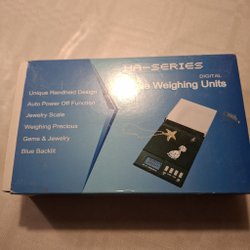 HA-SERIES
DIGITAL
Weighing Units
Unique Handheld Design
Auto Power Off Function
Jewelry Scale
Weighing Precious
Gems & Jewelry
Blue Backlit